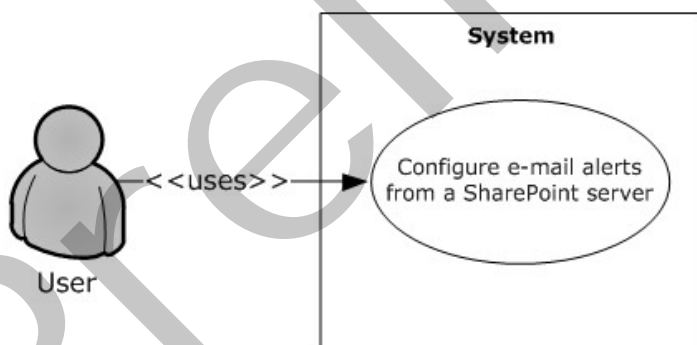 System
Configure e-mail alerts
from a SharePoint server
<<uses>>
User